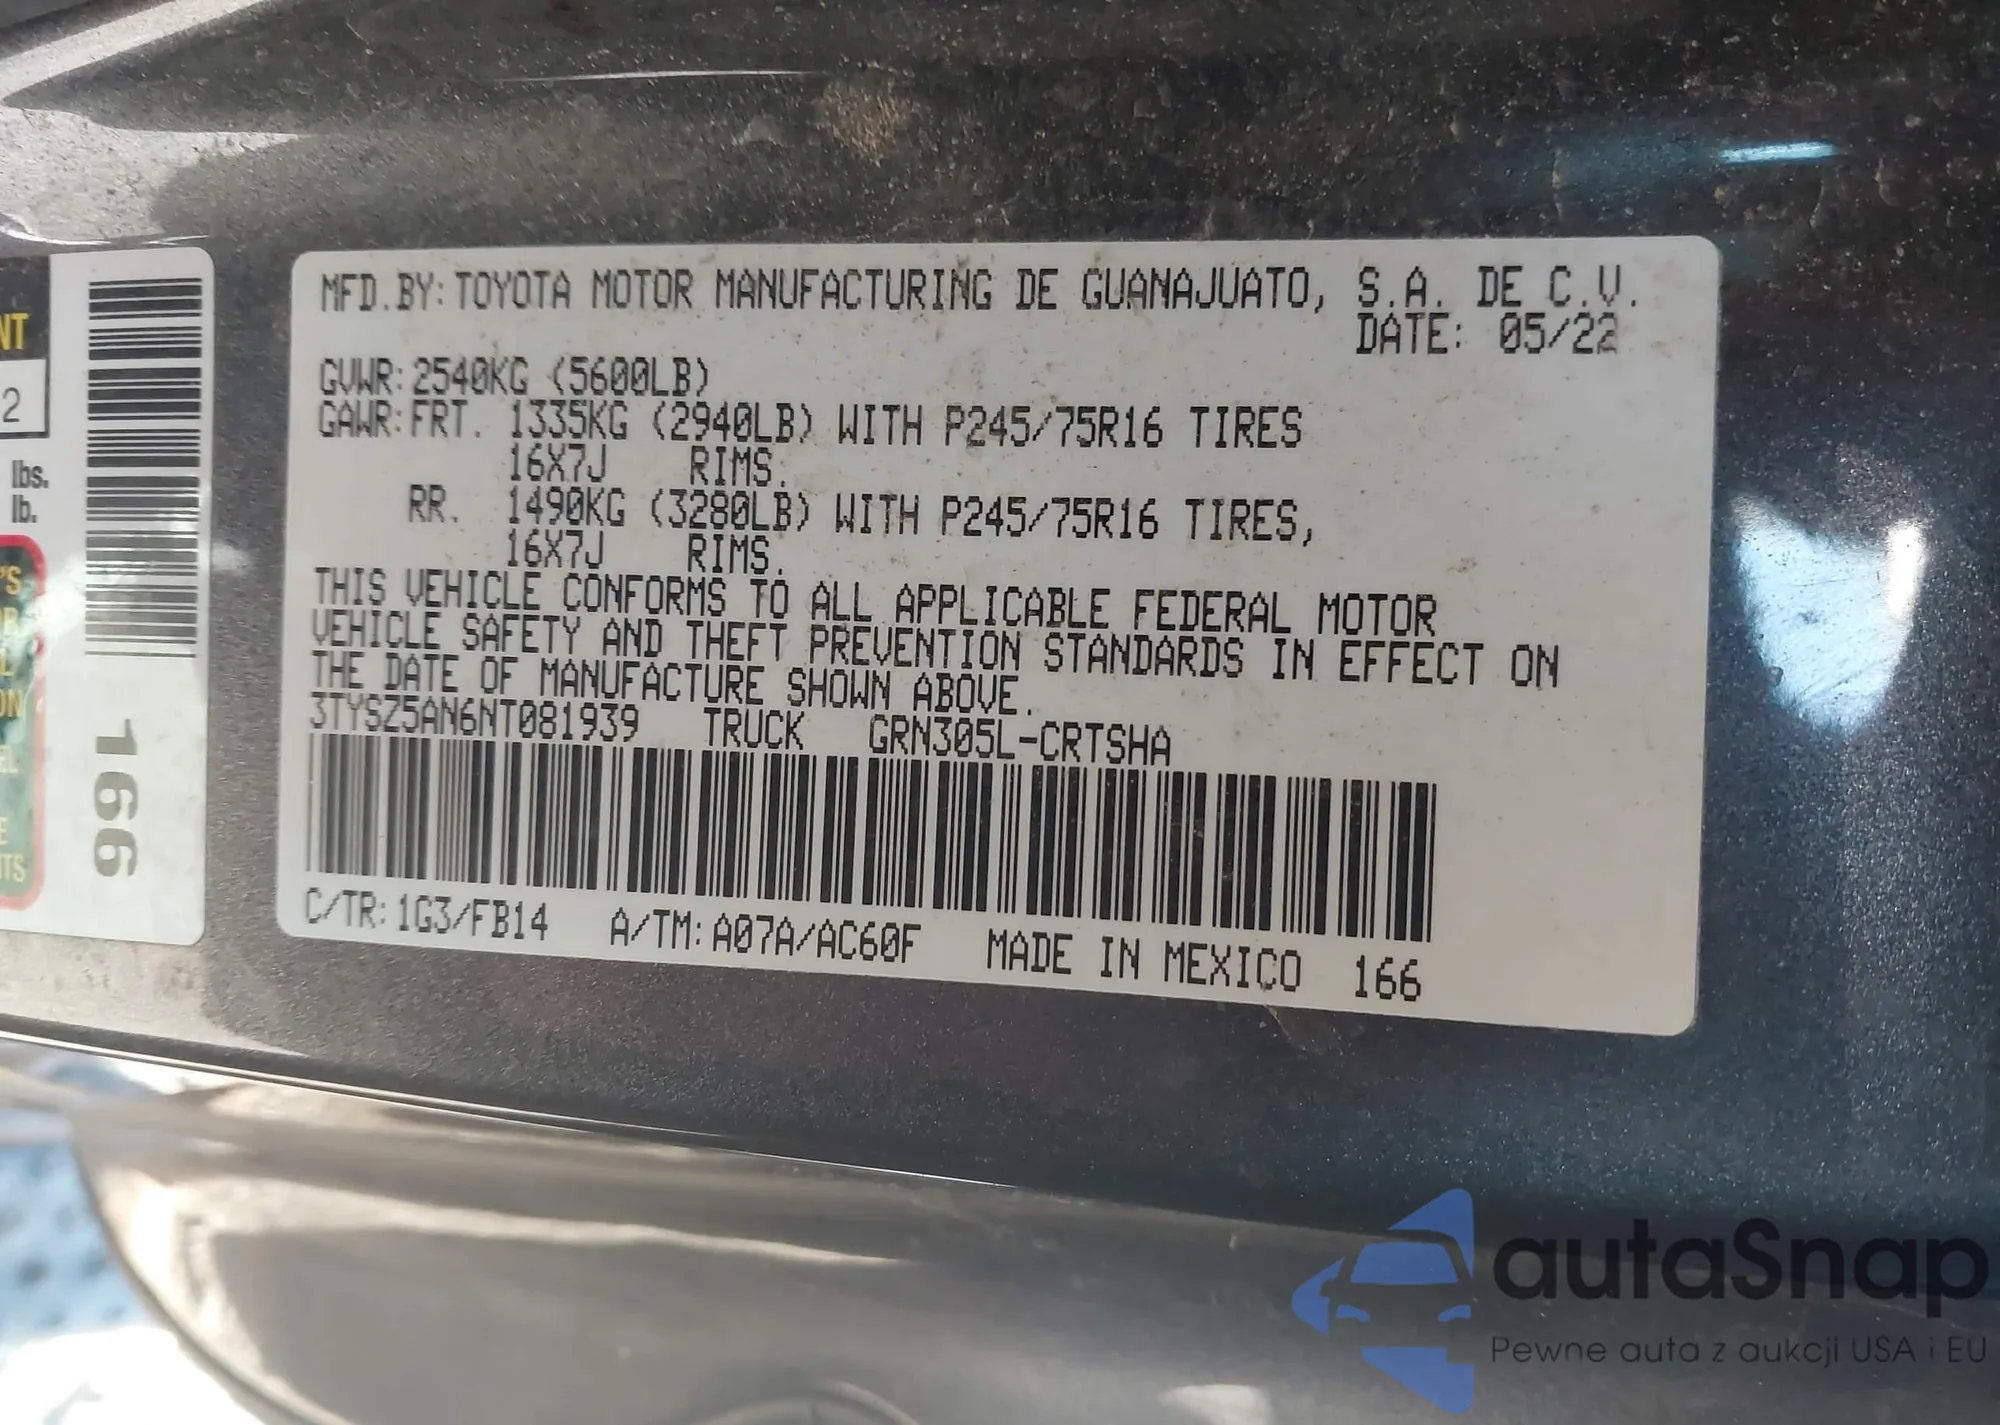 MFD.BY: TOYOTA MOTOR MANUFACTURING DE GUANAJUATO, S.A. DE C.V.
DATE: 05/22
GVWR: 2540KG (5600LB)
GAWR: FRT. 1335KG (2940LB) WITH P245/75R16 TIRES
16X7J RIMS.
RR. 1490KG (3280LB) WITH P245/75R16 TIRES,
16X7J RIMS.
THIS VEHICLE CONFORMS TO ALL APPLICABLE FEDERAL MOTOR
VEHICLE SAFETY AND THEFT PREVENTION STANDARDS IN EFFECT ON
THE DATE OF MANUFACTURE SHOWN ABOVE.
3TYSZ5AN6NT081939 TRUCK GRN305L-CRTSHA
C/TR: 1G3/FB14 A/TM: A07A/AC60F MADE IN MEXICO 166
NT
2
lbs.
lb.
'S
L
ON
E
TS
166
autaSnap
Pewne auta z aukcji USA i EU